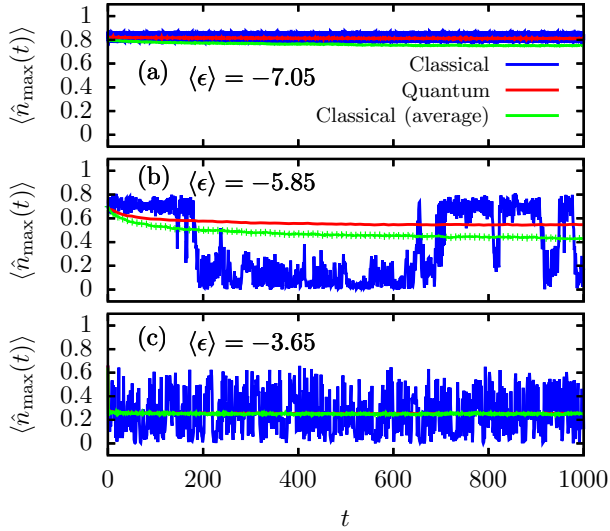 ⟨n̂max(t)⟩
1
0.8
0.6
0.4
0.2
0
(a) ⟨ϵ⟩ = −7.05
Classical
Quantum
Classical (average)
⟨n̂max(t)⟩
0.8
0.6
0.4
0.2
0
(b) ⟨ϵ⟩ = −5.85
⟨n̂max(t)⟩
0.8
0.6
0.4
0.2
0
(c) ⟨ϵ⟩ = −3.65
0 200 400 600 800 1000
t